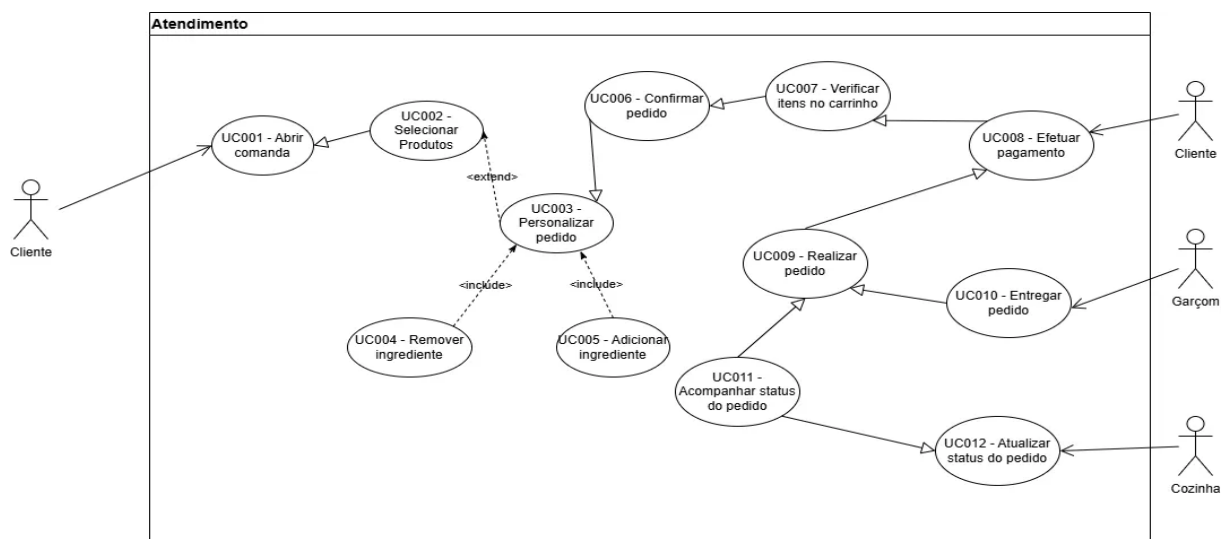 Atendimento
UC001 - Abrir
comanda
UC002 -
Selecionar
Produtos
<extend>
UC003 -
Personalizar
pedido
<include>
<include>
UC004 - Remover
ingrediente
UC005 - Adicionar
ingrediente
UC006 - Confirmar
pedido
UC007 - Verificar
itens no carrinho
UC008 - Efetuar
pagamento
UC009 - Realizar
pedido
UC010 - Entregar
pedido
UC011 -
Acompanhar status
do pedido
UC012 - Atualizar
status do pedido
Cliente
Cliente
Garçom
Cozinha